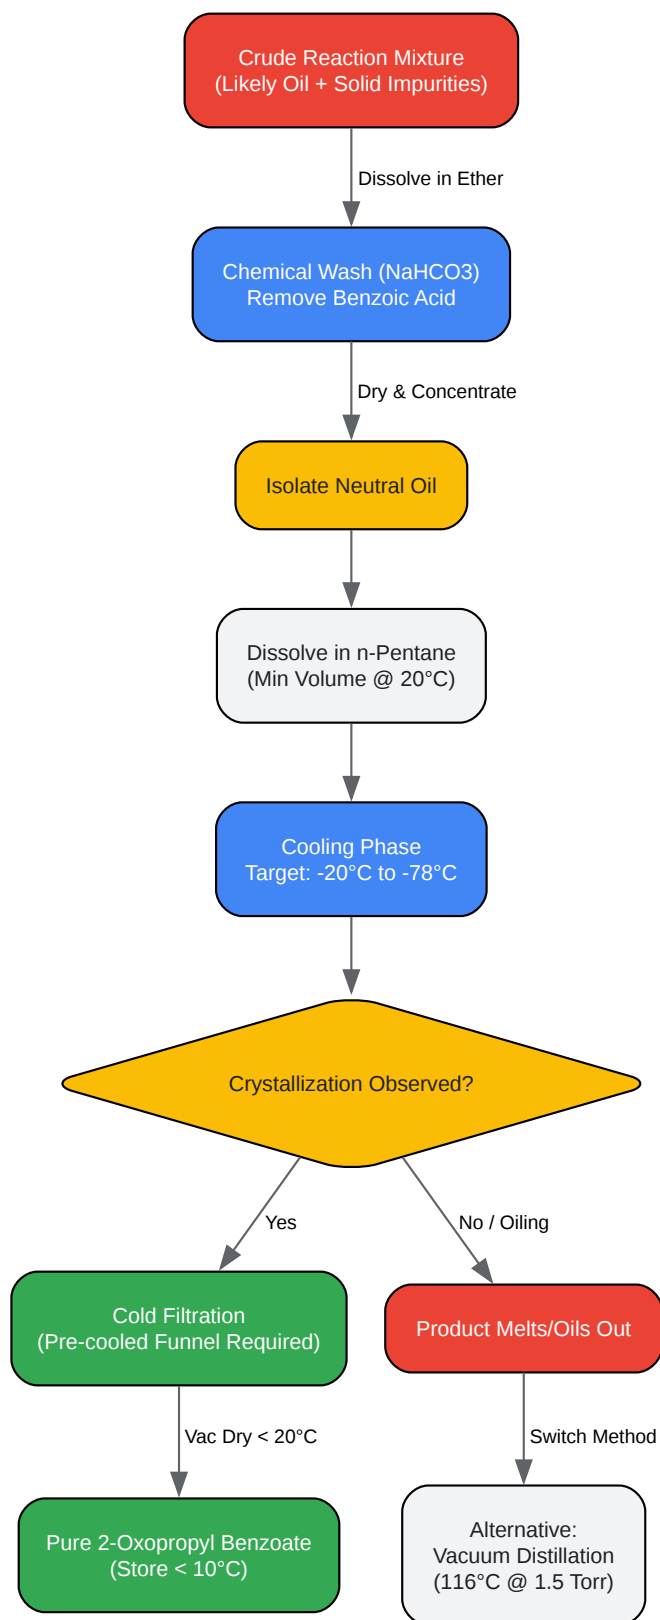 Crude Reaction Mixture
(Likely Oil + Solid Impurities)
Dissolve in Ether
Chemical Wash (NaHCO3)
Remove Benzoic Acid
Dry & Concentrate
Isolate Neutral Oil
Dissolve in n-Pentane
(Min Volume @ 20°C)
Cooling Phase
Target: -20°C to -78°C
Crystallization Observed?
Yes
No / Oiling
Cold Filtration
(Pre-cooled Funnel Required)
Product Melts/Oils Out
Vac Dry < 20°C
Switch Method
Pure 2-Oxopropyl Benzoate
(Store < 10°C)
Alternative:
Vacuum Distillation
(116°C @ 1.5 Torr)